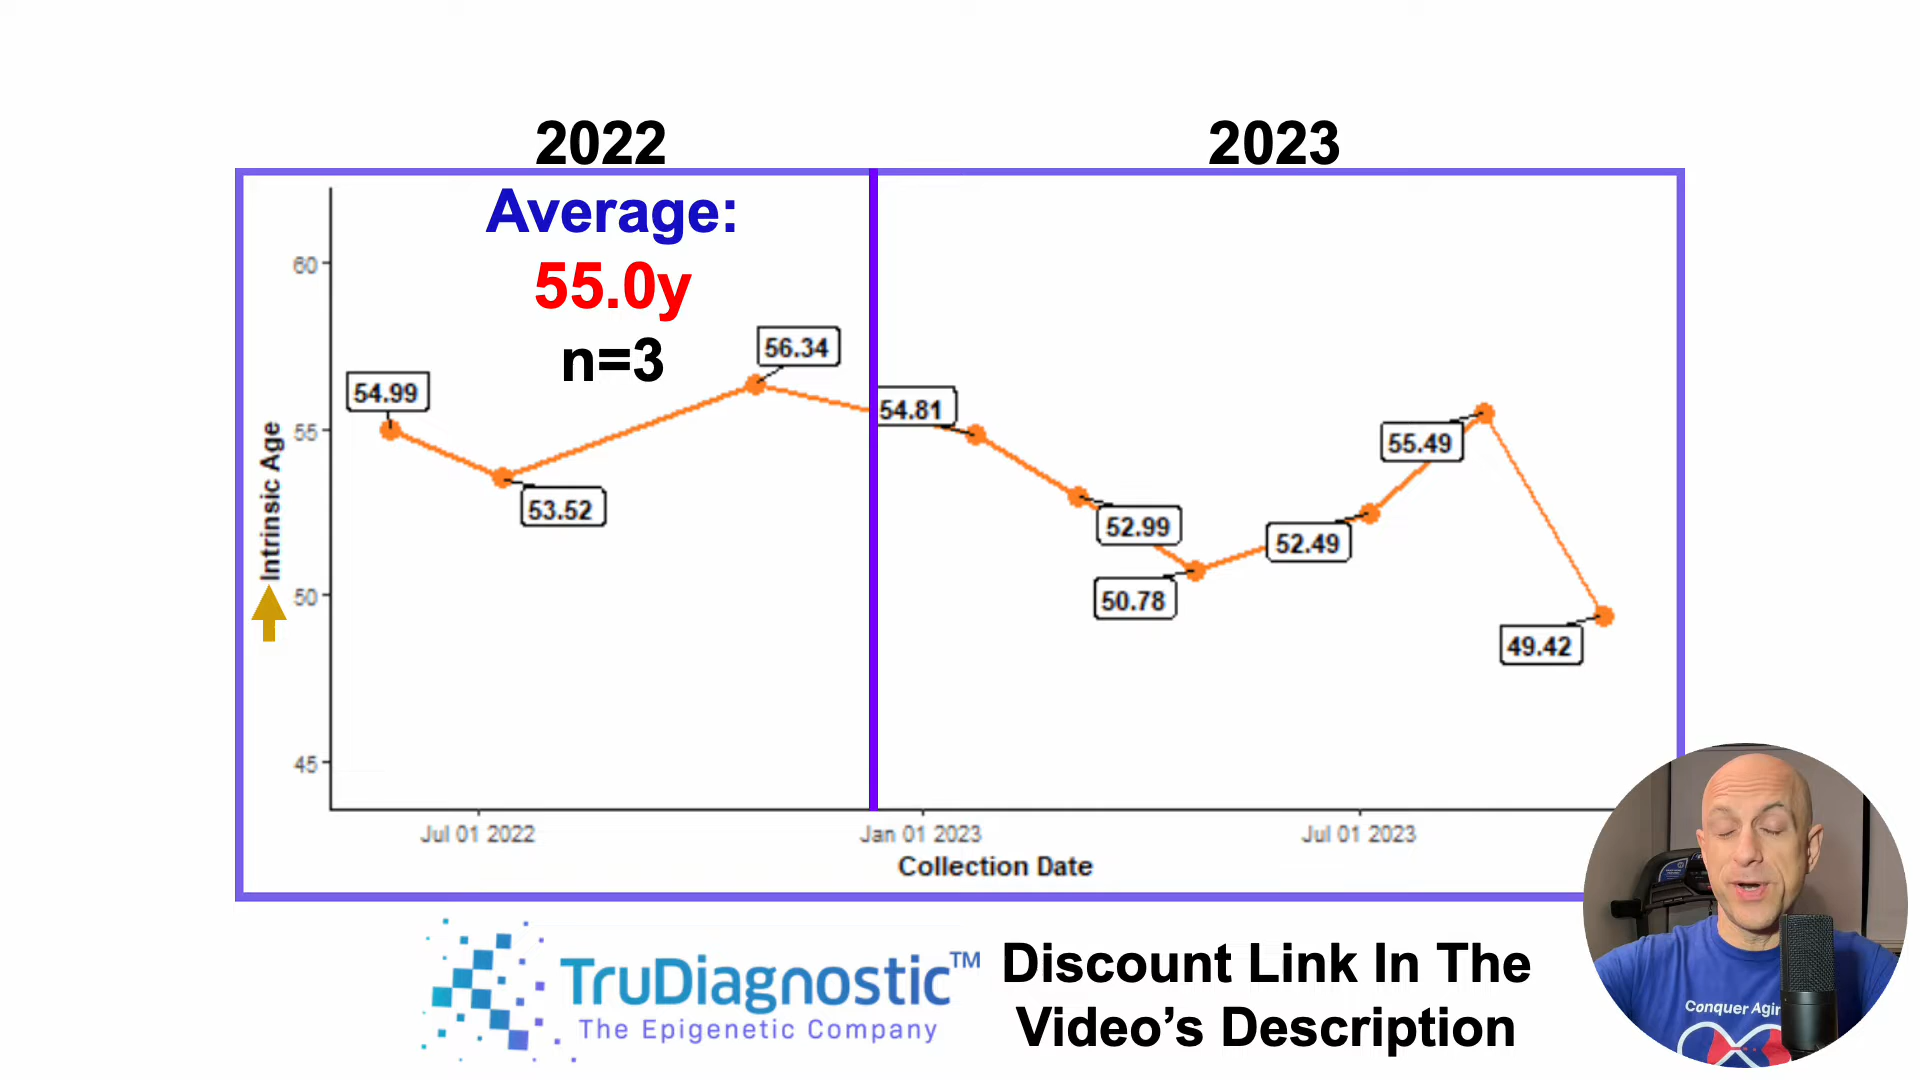 2022
2023
Average:
55.0y
n=3
60
55
50
45
Intrinsic Age
54.99
53.52
56.34
54.81
52.99
50.78
52.49
55.49
49.42
Jul 01 2022
Jan 01 2023
Jul 01 2023
Collection Date
TruDiagnostic™
The Epigenetic Company
Discount Link In The
Video’s Description
Conquer Agin